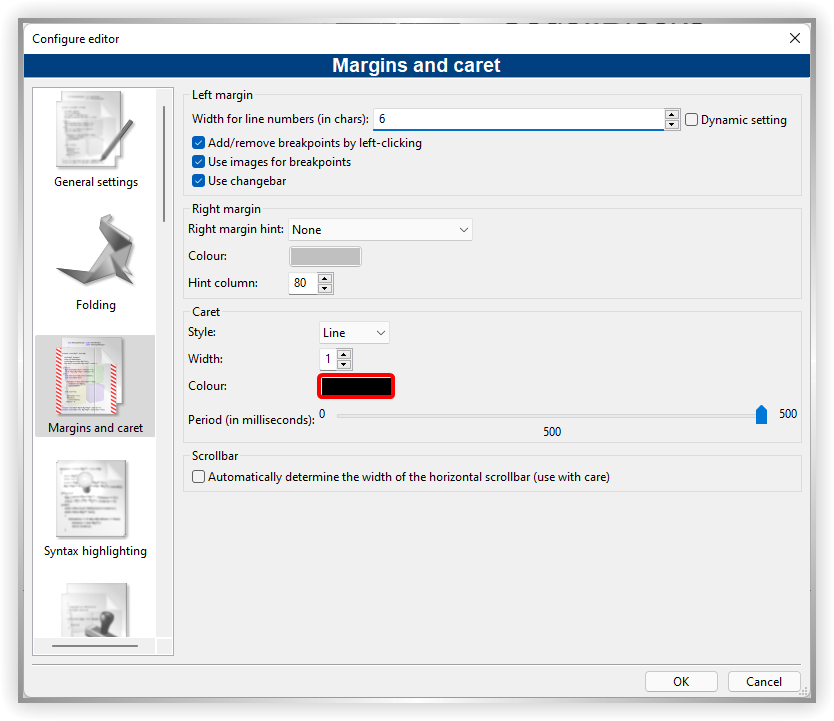 Configure editor
Margins and caret
General settings
Folding
Margins and caret
Syntax highlighting
Left margin
Width for line numbers (in chars): 6 Dynamic setting
Add/remove breakpoints by left-clicking
Use images for breakpoints
Use changebar
Right margin
Right margin hint: None
Colour:
Hint column: 80
Caret
Style: Line
Width: 1
Colour:
Period (in milliseconds): 0 500
500
Scrollbar
Automatically determine the width of the horizontal scrollbar (use with care)
OK Cancel